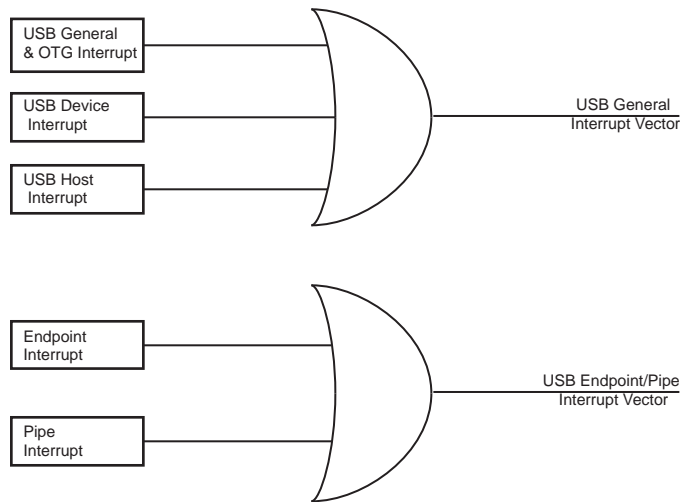 USB General
& OTG Interrupt
USB Device
Interrupt
USB Host
Interrupt
USB General
Interrupt Vector
Endpoint
Interrupt
Pipe
Interrupt
USB Endpoint/Pipe
Interrupt Vector